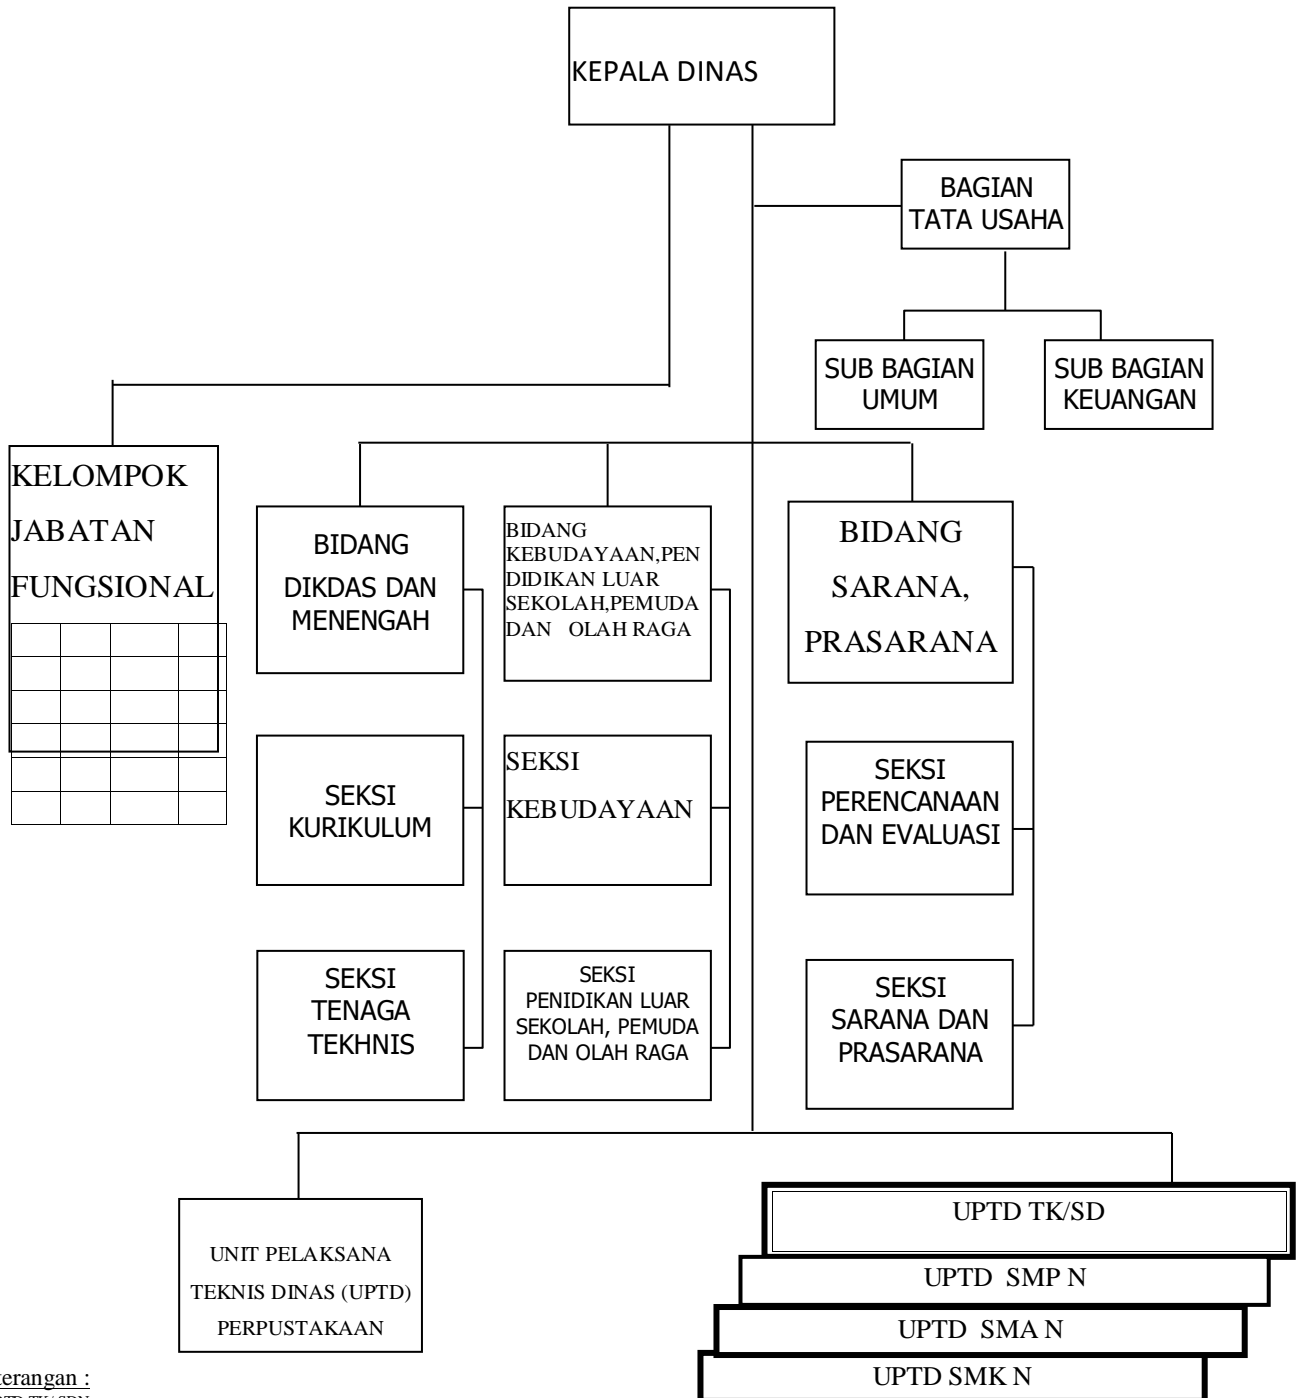 KEPALA DINAS
BAGIAN
TATA USAHA
SUB BAGIAN
UMUM
SUB BAGIAN
KEUANGAN
KELOMPOK
JABATAN
FUNGSIONAL
BIDANG
DIKDAS DAN
MENENGAH
BIDANG
KEBUDAYAAN,PEN
DIDIKAN LUAR
SEKOLAH,PEMUDA
DAN OLAH RAGA
BIDANG
SARANA,
PRASARANA
SEKSI
KURIKULUM
SEKSI
KEBUDAYAAN
SEKSI
PERENCANAAN
DAN EVALUASI
SEKSI
TENAGA
TEKHNIS
SEKSI
PENIDIKAN LUAR
SEKOLAH, PEMUDA
DAN OLAH RAGA
SEKSI
SARANA DAN
PRASARANA
UNIT PELAKSANA
TEKNIS DINAS (UPTD)
PERPUSTAKAAN
UPTD TK/SD
UPTD SMP N
UPTD SMA N
UPTD SMK N
terangan :